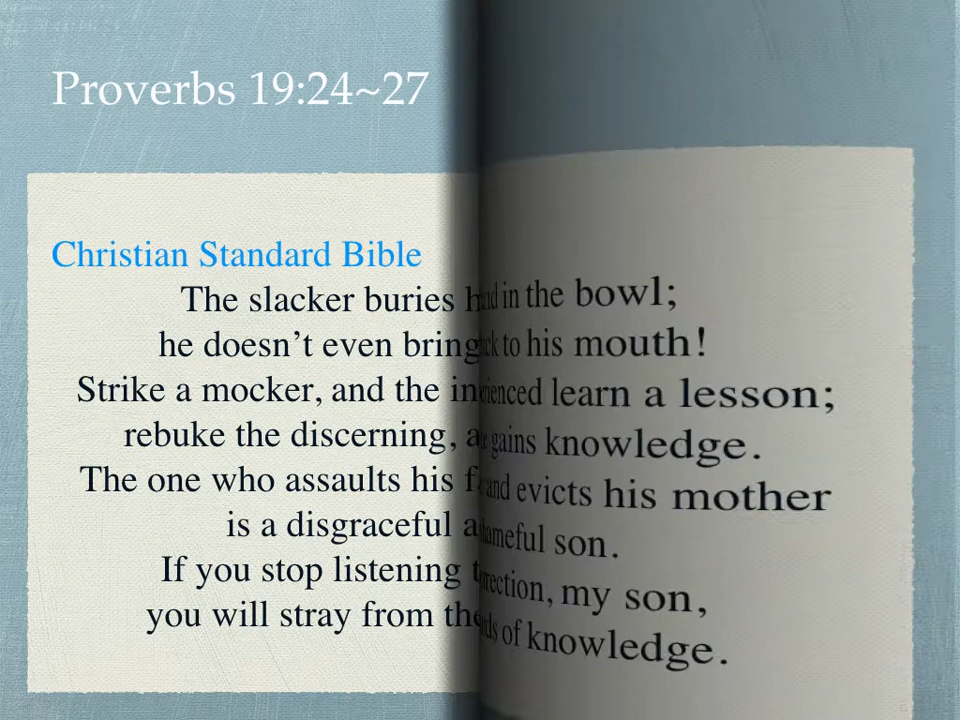 Proverbs 19:24~27
Christian Standard Bible
The slacker buries in the bowl;
he doesn’t even bring to his mouth!
Strike a mocker, and the learn a lesson;
rebuke the discerning, gains knowledge.
The one who assaults his and evicts his mother
is a disgraceful son.
If you stop listening my son,
you will stray from the of knowledge.